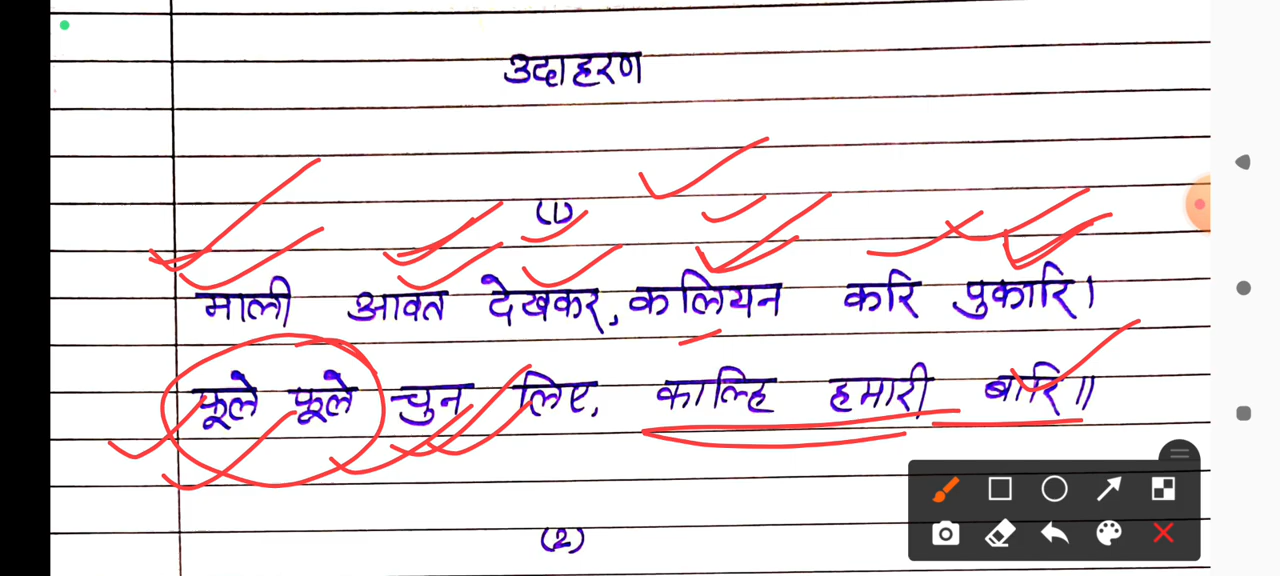 उदाहरण
(1)
माली आवत देखकर, कलियन करि पुकारि।
फूले फूले चुन लिए, काल्हि हमारी बारि॥
(2)